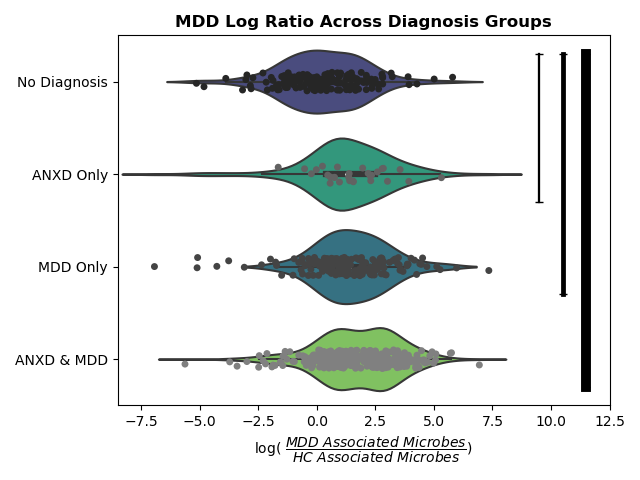 MDD Log Ratio Across Diagnosis Groups
No Diagnosis
ANXD Only
MDD Only
ANXD & MDD
−7.5 −5.0 −2.5 0.0 2.5 5.0 7.5 10.0 12.5
log( MDD Associated Microbes / HC Associated Microbes )